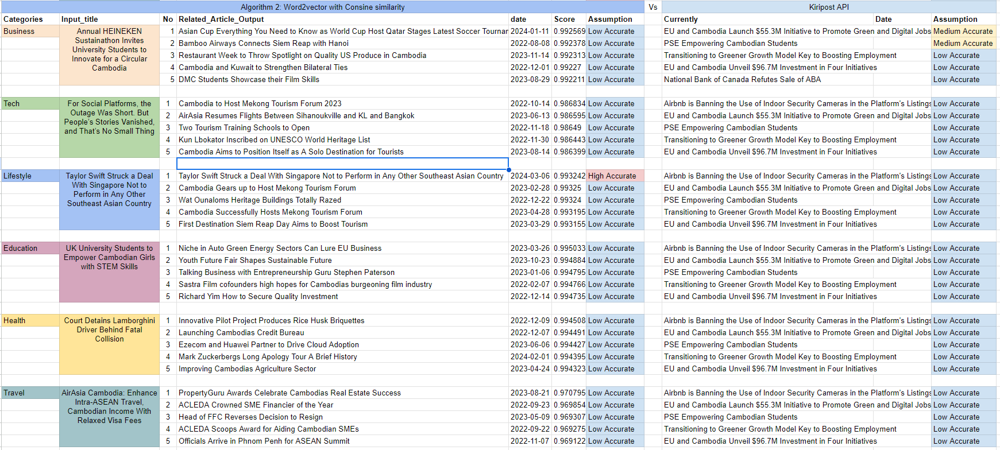 Algorithm 2: Word2vector with Consine similarity Vs Kiripost API
Categories Input_title No Related_Article_Output date Score Assumption Currently Date Assumption
Business Annual HEINEKEN Sustainathon Invites University Students to Innovate for a Circular Cambodia
1 Asian Cup Everything You Need to Know as World Cup Host Qatar Stages Latest Soccer Tournar 2024-01-11 0.992569 Low Accurate EU and Cambodia Launch $55.3M Initiative to Promote Green and Digital Jobs Medium Accurate
2 Bamboo Airways Connects Siem Reap with Hanoi 2022-08-08 0.992378 Low Accurate PSE Empowering Cambodian Students Medium Accurate
3 Restaurant Week to Throw Spotlight on Quality US Produce in Cambodia 2023-11-14 0.992313 Low Accurate Transitioning to Greener Growth Model Key to Boosting Employment Low Accurate
4 Cambodia and Kuwait to Strengthen Bilateral Ties 2022-12-01 0.99227 Low Accurate EU and Cambodia Unveil $96.7M Investment in Four Initiatives Low Accurate
5 DMC Students Showcase their Film Skills 2023-08-29 0.992211 Low Accurate National Bank of Canada Refutes Sale of ABA Low Accurate
Tech For Social Platforms, the Outage Was Short. But People's Stories Vanished, and That's No Small Thing
1 Cambodia to Host Mekong Tourism Forum 2023 2022-10-14 0.986834 Low Accurate Airbnb is Banning the Use of Indoor Security Cameras in the Platform's Listings Low Accurate
2 AirAsia Resumes Flights Between Sihanoukville and KL and Bangkok 2023-06-13 0.986595 Low Accurate EU and Cambodia Launch $55.3M Initiative to Promote Green and Digital Jobs Low Accurate
3 Two Tourism Training Schools to Open 2022-11-18 0.98649 Low Accurate PSE Empowering Cambodian Students Low Accurate
4 Kun Lbokator Inscribed on UNESCO World Heritage List 2022-11-30 0.986443 Low Accurate Transitioning to Greener Growth Model Key to Boosting Employment Low Accurate
5 Cambodia Aims to Position Itself as A Solo Destination for Tourists 2023-08-14 0.986399 Low Accurate EU and Cambodia Unveil $96.7M Investment in Four Initiatives Low Accurate
Lifestyle Taylor Swift Struck a Deal With Singapore Not to Perform in Any Other Southeast Asian Country
1 Taylor Swift Struck a Deal With Singapore Not to Perform in Any Other Southeast Asian Country 2024-03-06 0.993242 High Accurate Airbnb is Banning the Use of Indoor Security Cameras in the Platform's Listings Low Accurate
2 Cambodia Gears up to Host Mekong Tourism Forum 2023-02-28 0.99325 Low Accurate EU and Cambodia Launch $55.3M Initiative to Promote Green and Digital Jobs Low Accurate
3 Wat Ounaloms Heritage Buildings Totally Razed 2022-12-22 0.99324 Low Accurate PSE Empowering Cambodian Students Low Accurate
4 Cambodia Successfully Hosts Mekong Tourism Forum 2023-04-28 0.993195 Low Accurate Transitioning to Greener Growth Model Key to Boosting Employment Low Accurate
5 First Destination Siem Reap Day Aims to Boost Tourism 2023-03-29 0.993155 Low Accurate EU and Cambodia Unveil $96.7M Investment in Four Initiatives Low Accurate
Education UK University Students to Empower Cambodian Girls with STEM Skills
1 Niche in Auto Green Energy Sectors Can Lure EU Business 2023-03-26 0.995033 Low Accurate Airbnb is Banning the Use of Indoor Security Cameras in the Platform's Listings Low Accurate
2 Youth Future Fair Shapes Sustainable Future 2023-10-23 0.994884 Low Accurate EU and Cambodia Launch $55.3M Initiative to Promote Green and Digital Jobs Low Accurate
3 Talking Business with Entrepreneurship Guru Stephen Paterson 2023-01-06 0.994795 Low Accurate PSE Empowering Cambodian Students Low Accurate
4 Sastra Film cofounders high hopes for Cambodias burgeoning film industry 2022-02-07 0.994766 Low Accurate Transitioning to Greener Growth Model Key to Boosting Employment Low Accurate
5 Richard Yim How to Secure Quality Investment 2022-12-14 0.994735 Low Accurate EU and Cambodia Unveil $96.7M Investment in Four Initiatives Low Accurate
Health Court Detains Lamborghini Driver Behind Fatal Collision
1 Innovative Pilot Project Produces Rice Husk Briquettes 2022-12-09 0.994508 Low Accurate Airbnb is Banning the Use of Indoor Security Cameras in the Platform's Listings Low Accurate
2 Launching Cambodias Credit Bureau 2022-12-07 0.994491 Low Accurate EU and Cambodia Launch $55.3M Initiative to Promote Green and Digital Jobs Low Accurate
3 Ezecom and Huawei Partner to Drive Cloud Adoption 2023-06-06 0.994427 Low Accurate PSE Empowering Cambodian Students Low Accurate
4 Mark Zuckerbergs Long Apology Tour A Brief History 2024-02-01 0.994395 Low Accurate Transitioning to Greener Growth Model Key to Boosting Employment Low Accurate
5 Improving Cambodias Agriculture Sector 2023-04-24 0.994323 Low Accurate EU and Cambodia Unveil $96.7M Investment in Four Initiatives Low Accurate
Travel AirAsia Cambodia: Enhance Intra-ASEAN Travel, Cambodian Income With Relaxed Visa Fees
1 PropertyGuru Awards Celebrate Cambodias Real Estate Success 2023-08-21 0.970795 Low Accurate Airbnb is Banning the Use of Indoor Security Cameras in the Platform's Listings Low Accurate
2 ACLEDA Crowned SME Financier of the Year 2022-09-23 0.969854 Low Accurate EU and Cambodia Launch $55.3M Initiative to Promote Green and Digital Jobs Low Accurate
3 Head of FFC Reverses Decision to Resign 2023-05-09 0.969307 Low Accurate PSE Empowering Cambodian Students Low Accurate
4 ACLEDA Scoops Award for Aiding Cambodian SMEs 2022-09-22 0.969275 Low Accurate Transitioning to Greener Growth Model Key to Boosting Employment Low Accurate
5 Officials Arrive in Phnom Penh for ASEAN Summit 2022-11-07 0.969122 Low Accurate EU and Cambodia Unveil $96.7M Investment in Four Initiatives Low Accurate